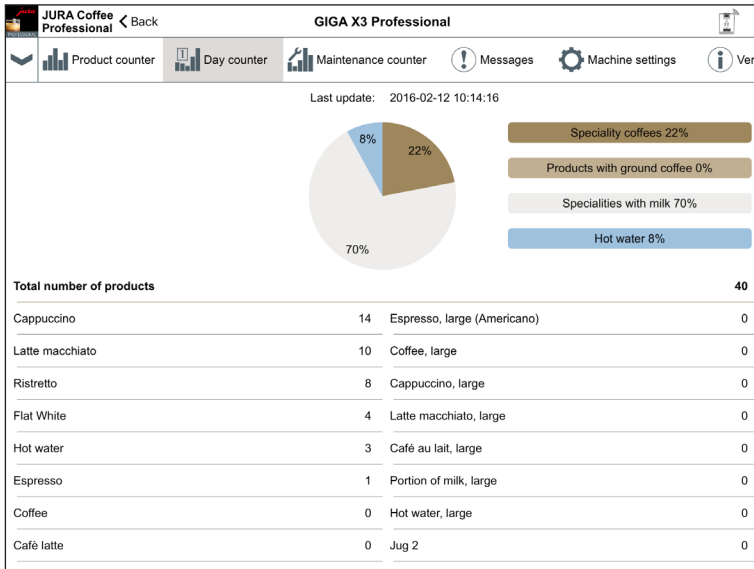 jura
PROFESSIONAL
JURA Coffee
Professional
Back
GIGA X3 Professional
Product counter
1
Day counter
Maintenance counter
Messages
Machine settings
Ver
Last update: 2016-02-12 10:14:16
8%
22%
70%
Speciality coffees 22%
Products with ground coffee 0%
Specialities with milk 70%
Hot water 8%
Total number of products 40
Cappuccino 14 Espresso, large (Americano) 0
Latte macchiato 10 Coffee, large 0
Ristretto 8 Cappuccino, large 0
Flat White 4 Latte macchiato, large 0
Hot water 3 Café au lait, large 0
Espresso 1 Portion of milk, large 0
Coffee 0 Hot water, large 0
Cafè latte 0 Jug 2 0